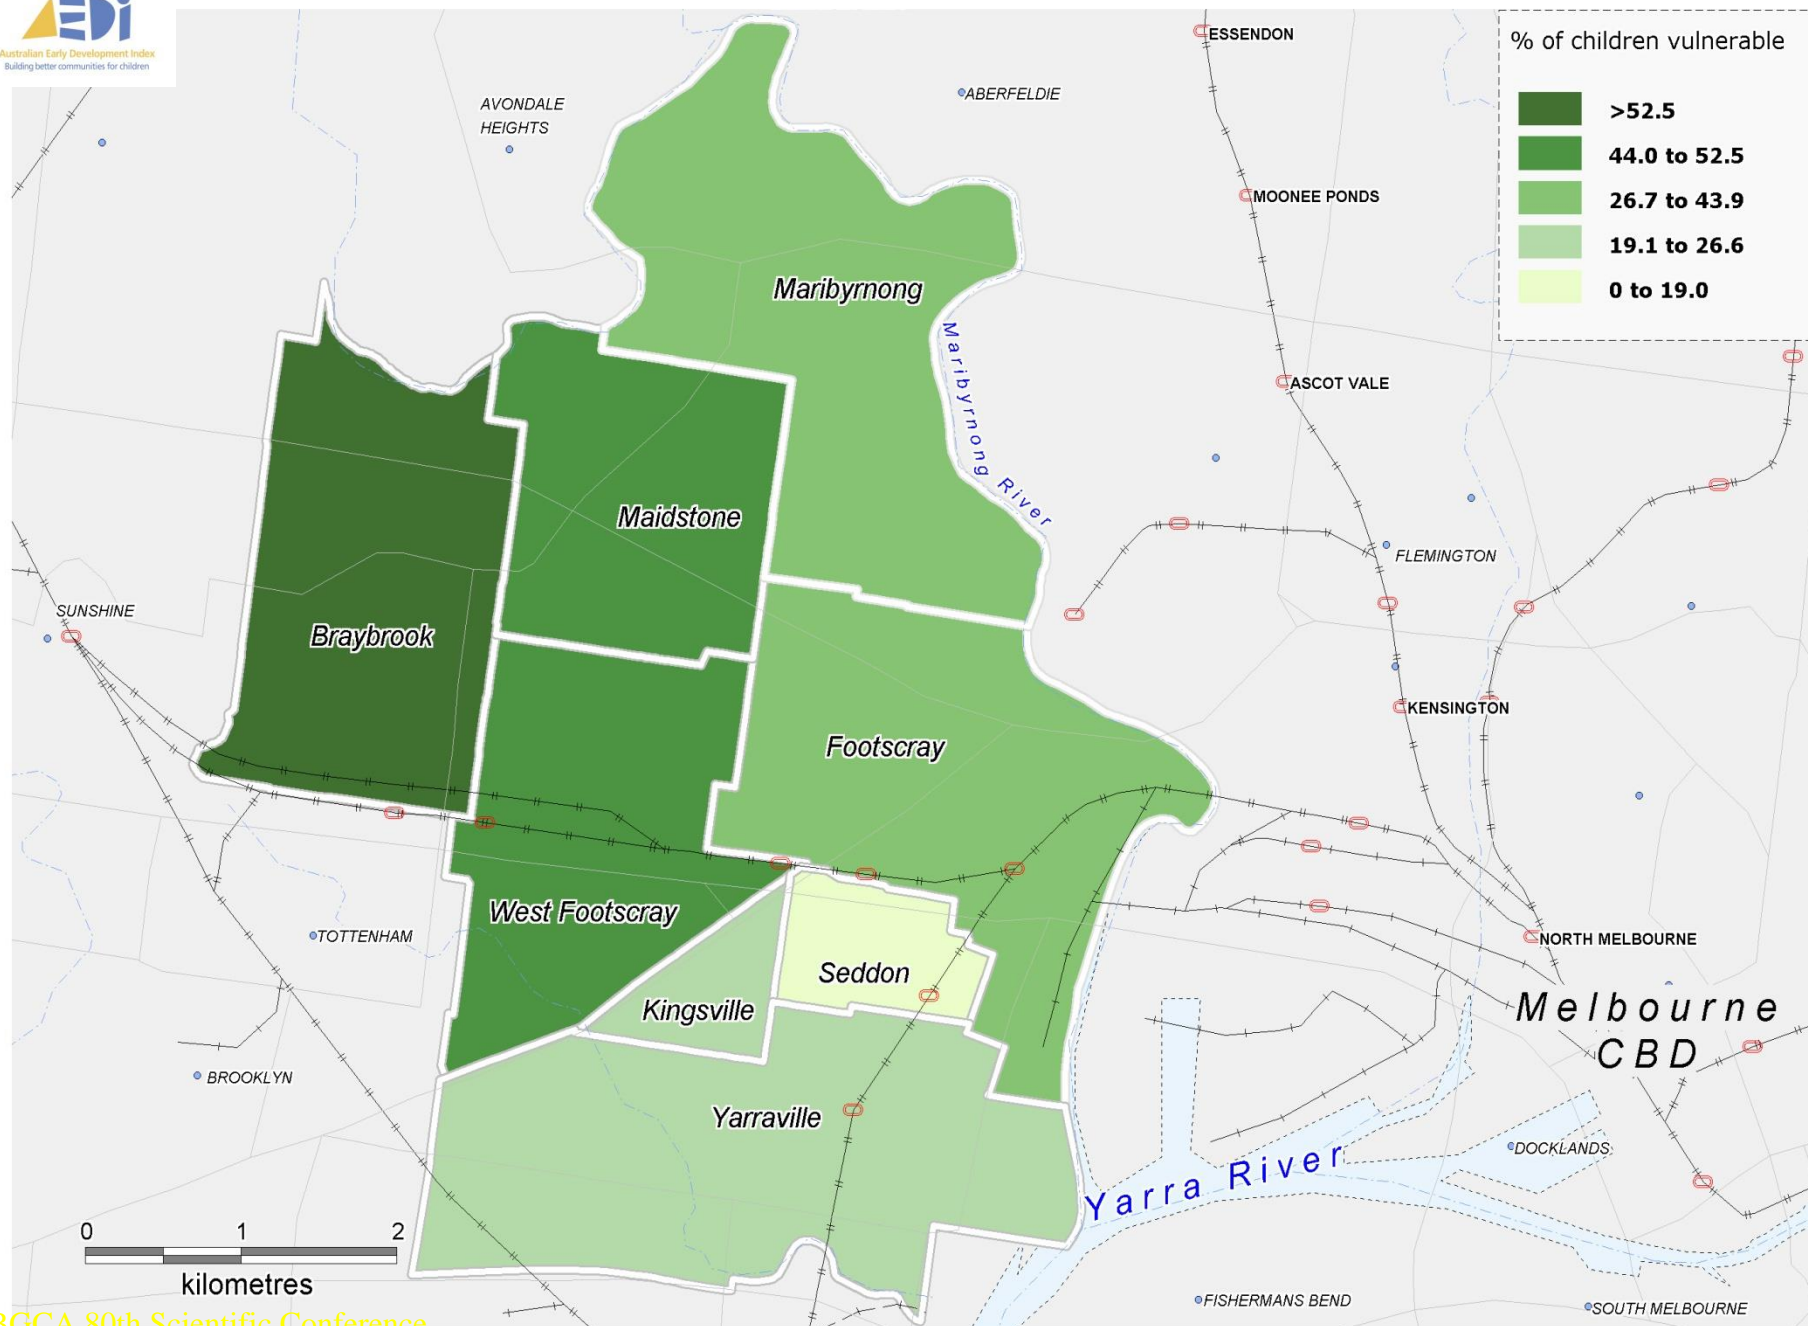 AEDi
Australian Early Development Index
Building better communities for children
% of children vulnerable
>52.5
44.0 to 52.5
26.7 to 43.9
19.1 to 26.6
0 to 19.0
ESSENDON
ABERFELDIE
AVONDALE
HEIGHTS
MOONEE PONDS
Maribyrnong
Maribyrnong River
ASCOT VALE
Maidstone
FLEMINGTON
SUNSHINE
Braybrook
KENSINGTON
Footscray
West Footscray
TOTTENHAM
NORTH MELBOURNE
Seddon
Kingsville
Melbourne
CBD
BROOKLYN
Yarraville
DOCKLANDS
Yarra River
0 1 2
kilometres
FISHERMANS BEND
SOUTH MELBOURNE
80th Scientific Conference